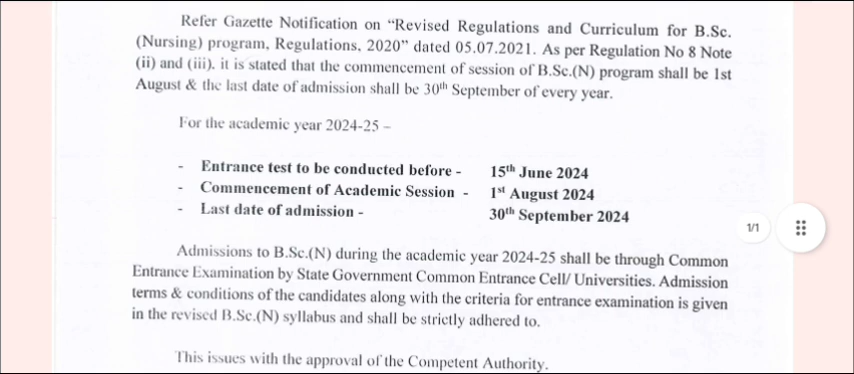 Refer Gazette Notification on “Revised Regulations and Curriculum for B.Sc.
(Nursing) program, Regulations, 2020” dated 05.07.2021. As per Regulation No 8 Note
(ii) and (iii), it is stated that the commencement of session of B.Sc.(N) program shall be 1st
August & the last date of admission shall be 30th September of every year.
For the academic year 2024-25 –
- Entrance test to be conducted before - 15th June 2024
- Commencement of Academic Session - 1st August 2024
- Last date of admission - 30th September 2024
1/1
Admissions to B.Sc.(N) during the academic year 2024-25 shall be through Common
Entrance Examination by State Government Common Entrance Cell/ Universities. Admission
terms & conditions of the candidates along with the criteria for entrance examination is given
in the revised B.Sc.(N) syllabus and shall be strictly adhered to.
This issues with the approval of the Competent Authority.